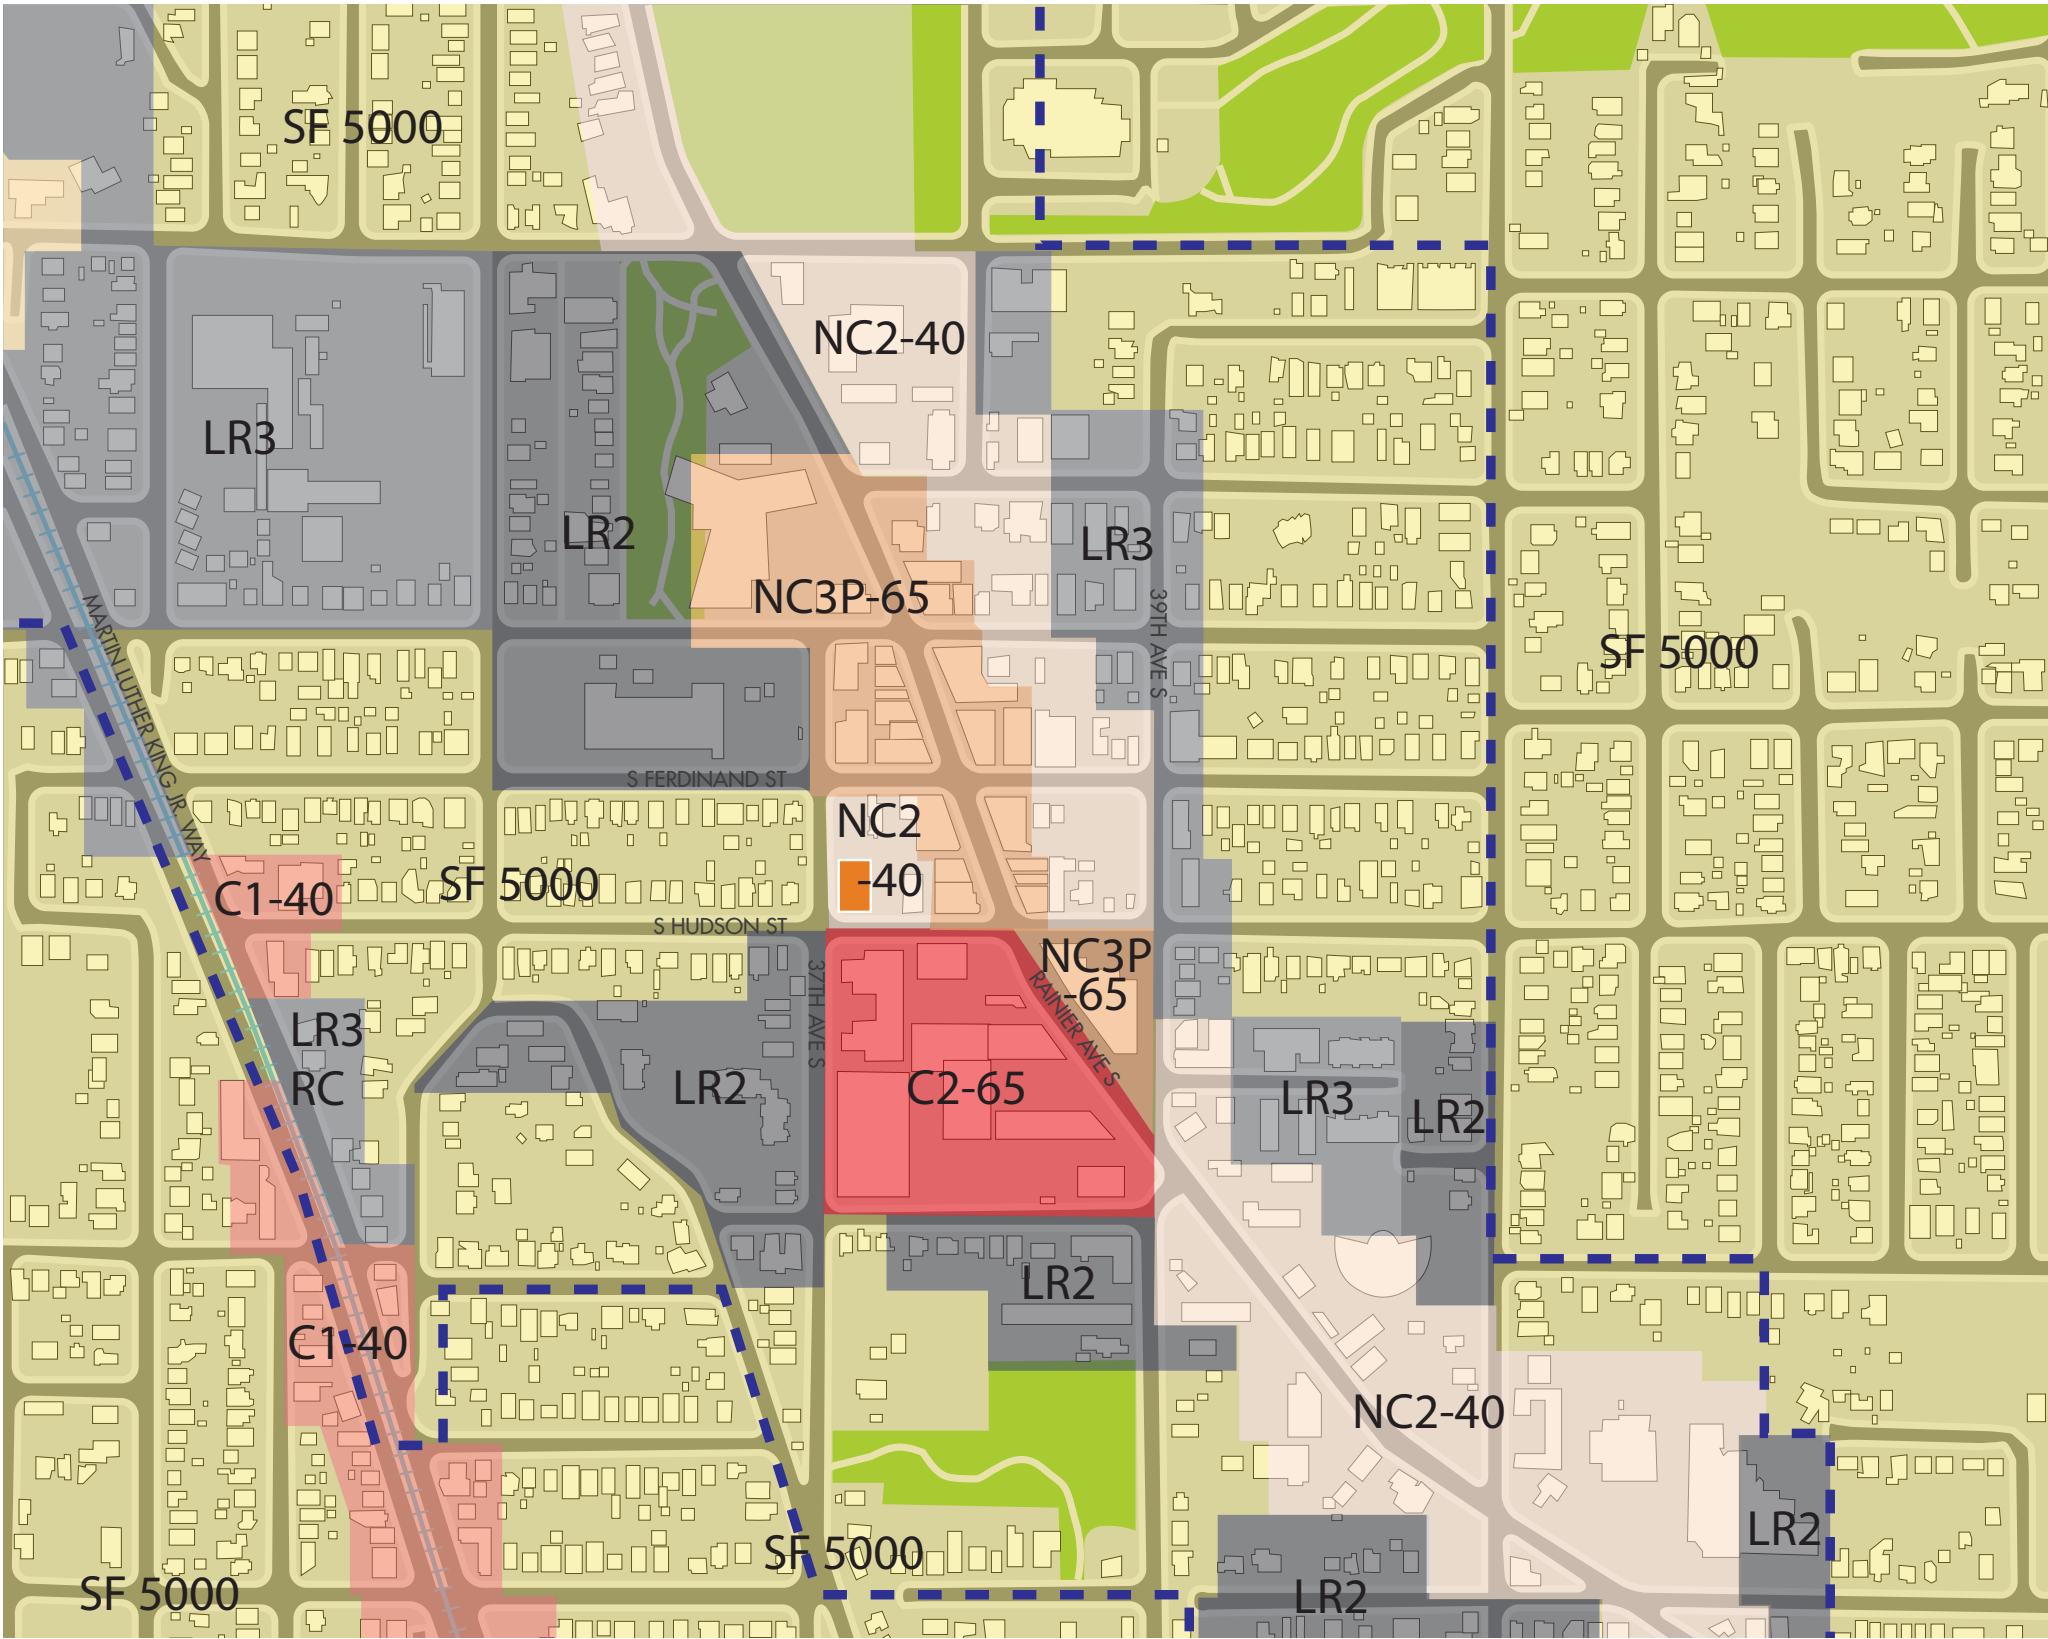 SF 5000
NC2-40
LR3
LR2
LR3
NC3P-65
39TH AVE S
MARTIN LUTHER KING JR. WAY
SF 5000
S FERDINAND ST
NC2
-40
C1-40
SF 5000
S HUDSON ST
NC3P
-65
37TH AVE S
RAINIER AVE S
LR3
RC
LR2
C2-65
LR3
LR2
LR2
C1-40
NC2-40
LR2
SF 5000
SF 5000
LR2